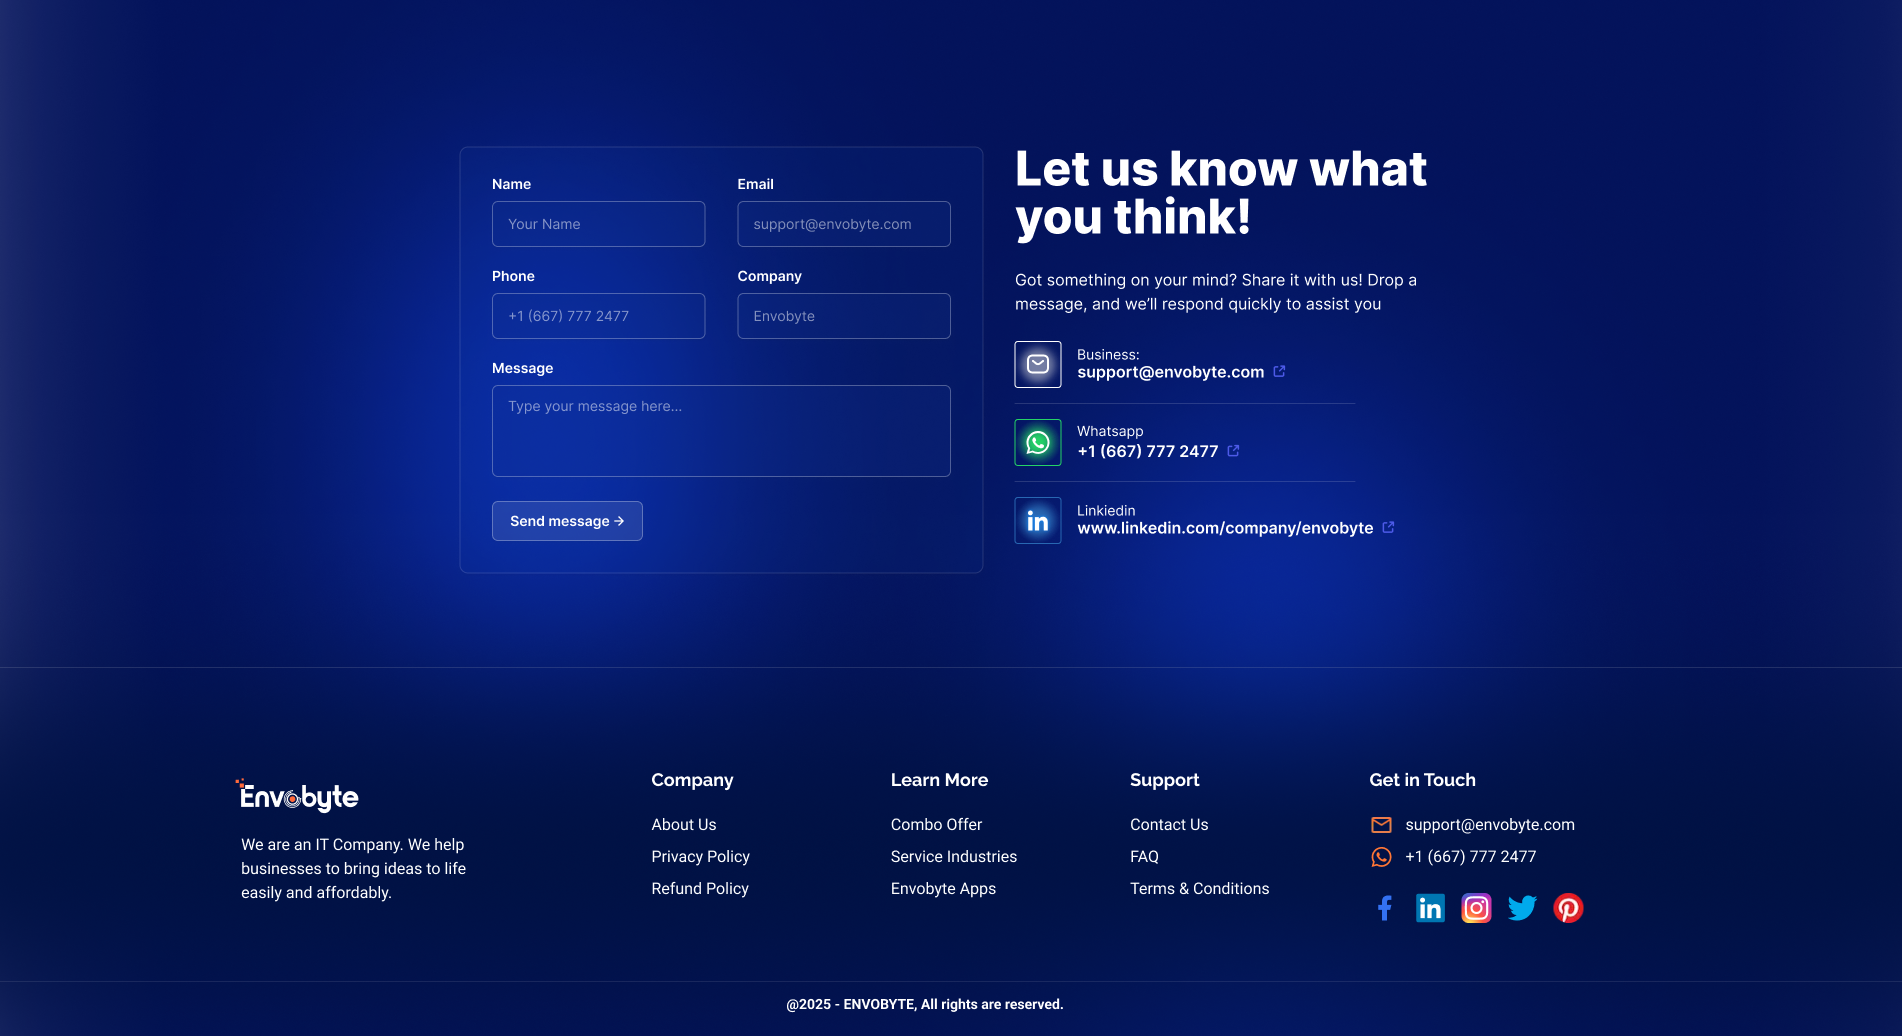 Name
Email
Your Name
support@envobyte.com
Phone
Company
+1 (667) 777 2477
Envobyte
Message
Type your message here...
Send message →
Let us know what
you think!
Got something on your mind? Share it with us! Drop a
message, and we’ll respond quickly to assist you
Business:
support@envobyte.com
Whatsapp
+1 (667) 777 2477
Linkiedin
www.linkedin.com/company/envobyte
Envobyte
We are an IT Company. We help
businesses to bring ideas to life
easily and affordably.
Company
About Us
Privacy Policy
Refund Policy
Learn More
Combo Offer
Service Industries
Envobyte Apps
Support
Contact Us
FAQ
Terms & Conditions
Get in Touch
support@envobyte.com
+1 (667) 777 2477
@2025 - ENVOBYTE, All rights are reserved.